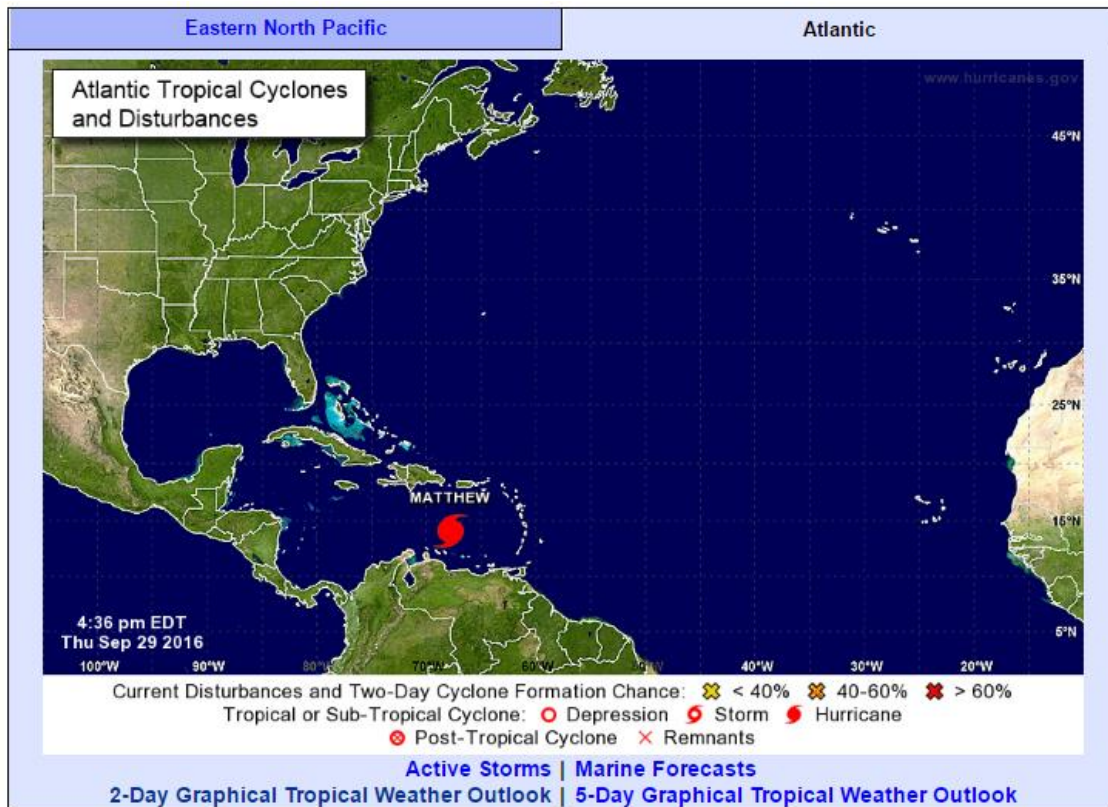 Eastern North Pacific
Atlantic
Atlantic Tropical Cyclones
and Disturbances
www.hurricanes.gov
45°N
35°N
25°N
MATTHEW
15°N
4:36 pm EDT
Thu Sep 29 2016
5°N
100°W 90°W 80°W 70°W 60°W 50°W 40°W 30°W 20°W
Current Disturbances and Two-Day Cyclone Formation Chance: < 40% 40-60% > 60%
Tropical or Sub-Tropical Cyclone: Depression Storm Hurricane
Post-Tropical Cyclone Remnants
Active Storms | Marine Forecasts
2-Day Graphical Tropical Weather Outlook | 5-Day Graphical Tropical Weather Outlook